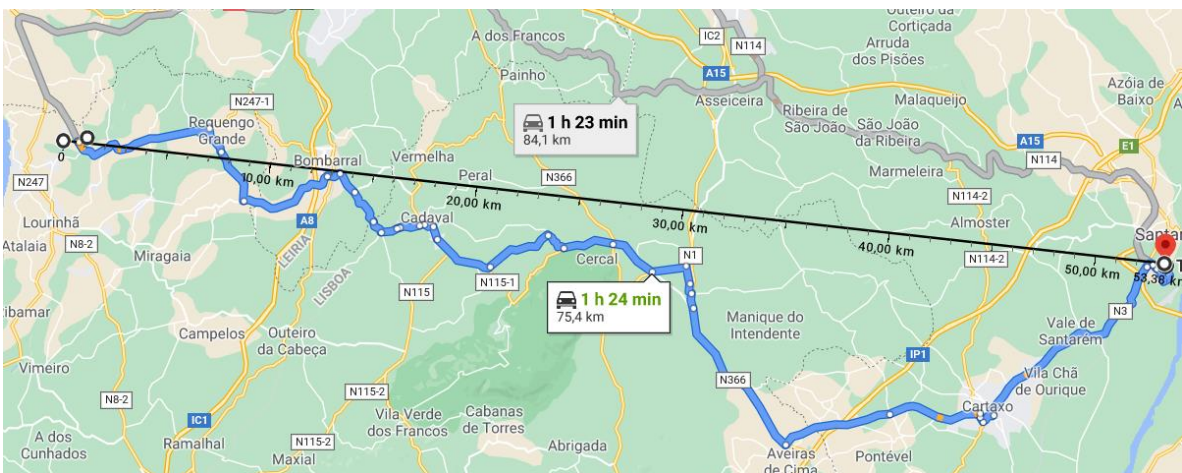 Outeiro da
Cortiçada
A dos Francos
IC2
N114
Arruda
dos Pisões
Painho
A15
Azóia de
Baixo
N247-1
Asseiceira
Malaqueijo
Requengo
Grande
1 h 23 min
84,1 km
Ribeira de
São João
São João
da Ribeira
A15
E1
0
Bombarral
Vermelha
N114
N247
10,00 km
Peral
N366
Marmeleira
20,00 km
N114-2
Lourinhã
A8
Cadaval
30,00 km
Almoster
Atalaia
N8-2
40,00 km
Miragaia
LEIRIA
Cercal
N1
N114-2
50,00 km
53,38 km
LISBOA
N115
N115-1
1 h 24 min
75,4 km
N3
Campelos
Outeiro
da Cabeça
Manique do
Intendente
Vale de
Santarém
IP1
Vimeiro
N366
Vila Chã
de Ourique
N8-2
N115-2
Cartaxo
IC1
Vila Verde
dos Francos
Cabanas
de Torres
A dos
Cunhados
Ramalhal
N115-2
Maxial
Abrigada
Aveiras
de Cima
Pontével